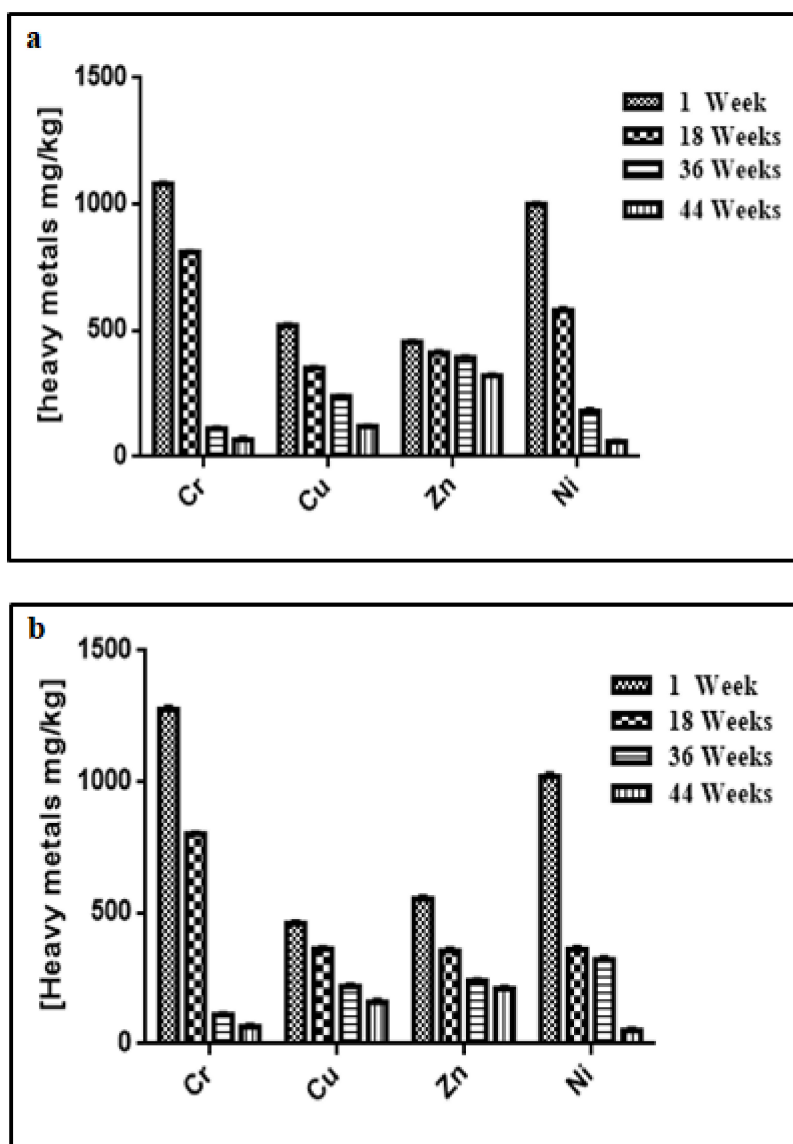 a
1500
1000
500
0
[heavy metals mg/kg]
1 Week
18 Weeks
36 Weeks
44 Weeks
Cr Cu Zn Ni
b
1500
1000
500
0
[Heavy metals mg/kg]
1 Week
18 Weeks
36 Weeks
44 Weeks
Cr Cu Zn Ni